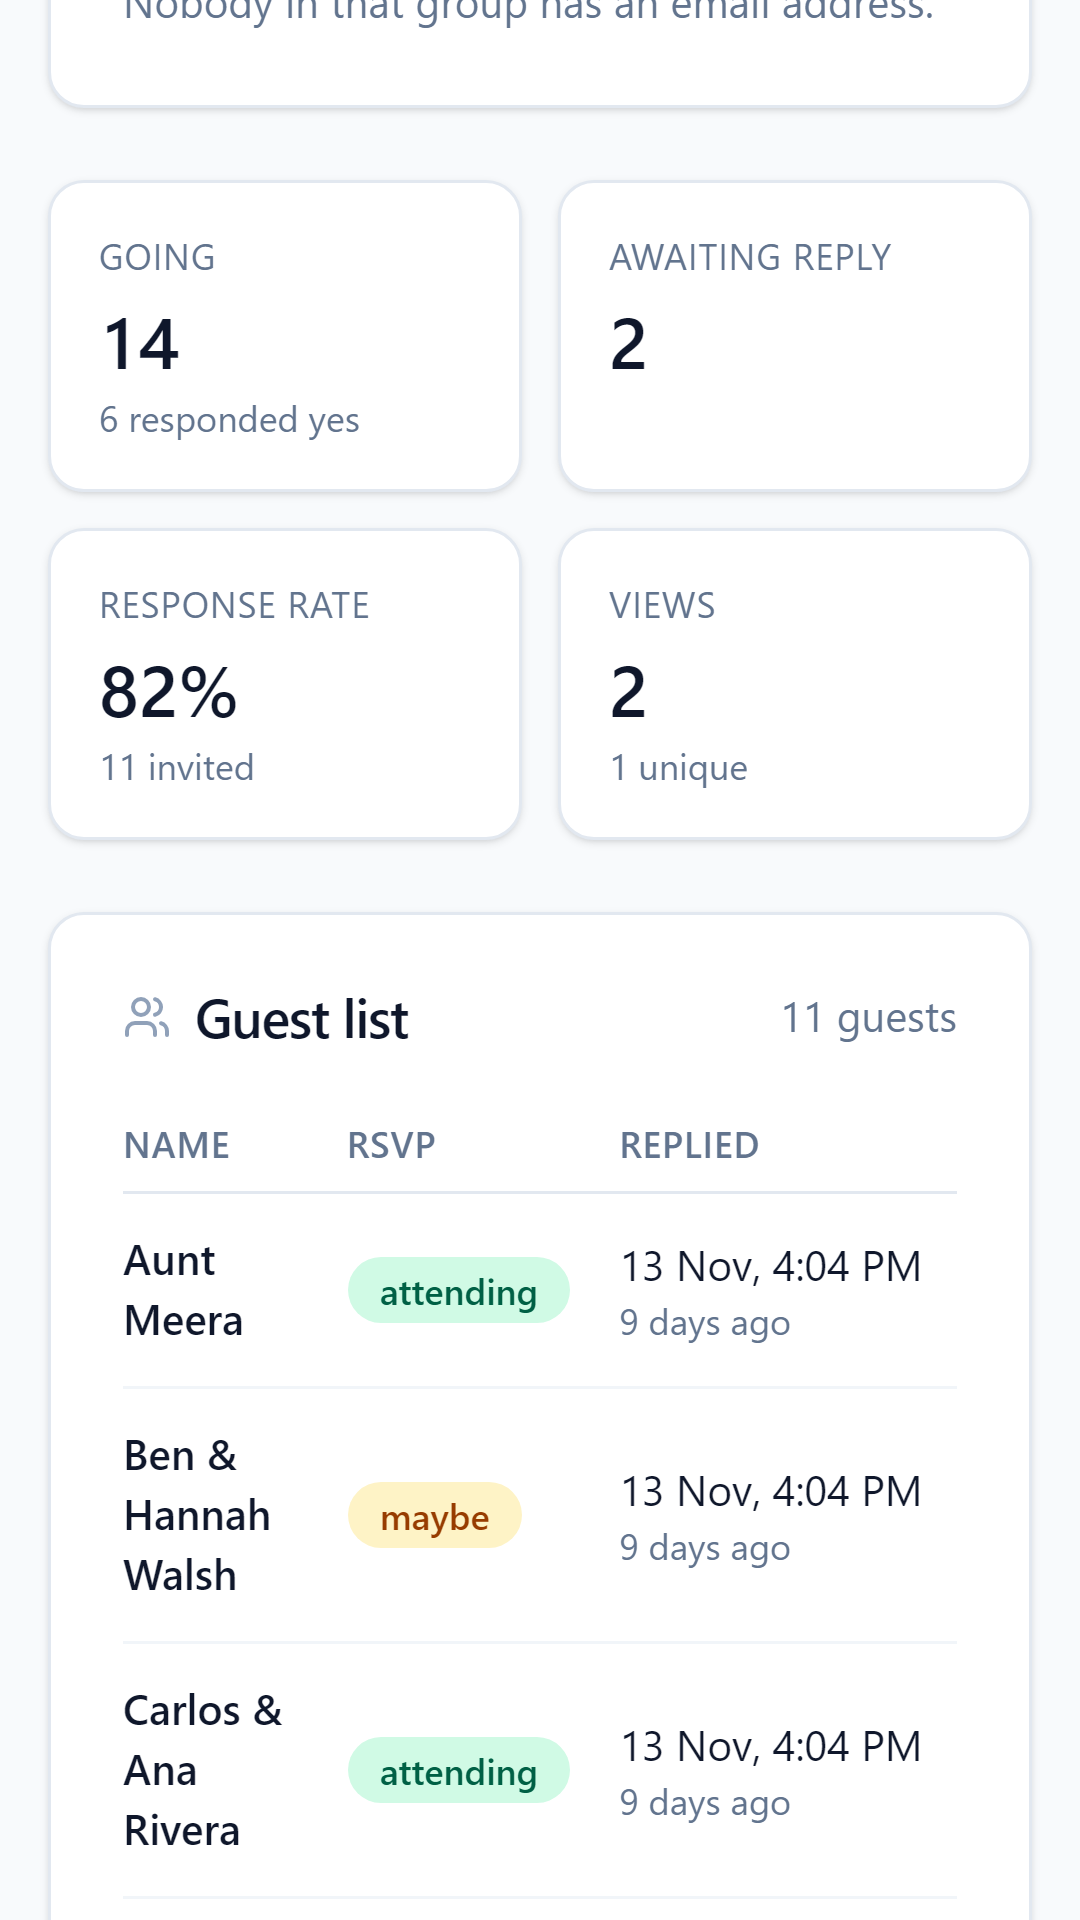 Nobody in that group has an email address.
GOING
14
6 responded yes
AWAITING REPLY
2
RESPONSE RATE
82%
11 invited
VIEWS
2
1 unique
Guest list
11 guests
NAME RSVP REPLIED
Aunt
Meera
attending
13 Nov, 4:04 PM
9 days ago
Ben &
Hannah
Walsh
maybe
13 Nov, 4:04 PM
9 days ago
Carlos &
Ana
Rivera
attending
13 Nov, 4:04 PM
9 days ago